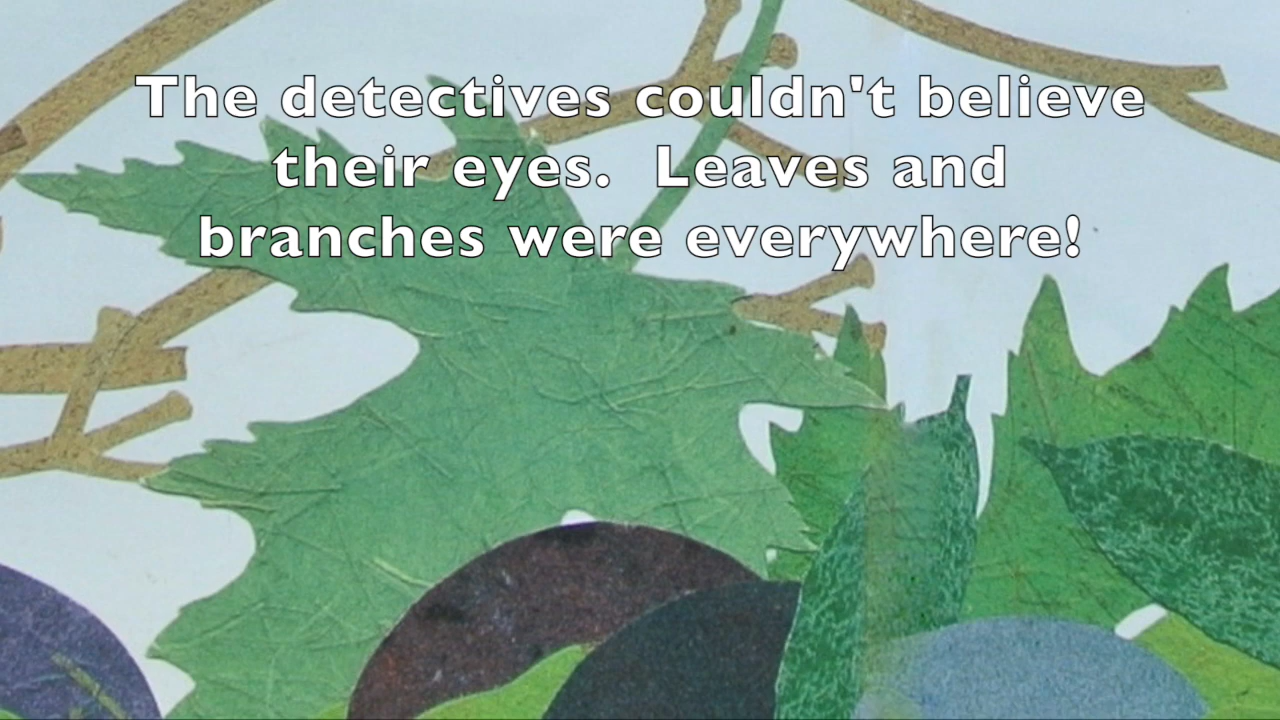 The detectives couldn't believe
their eyes.  Leaves and
branches were everywhere!